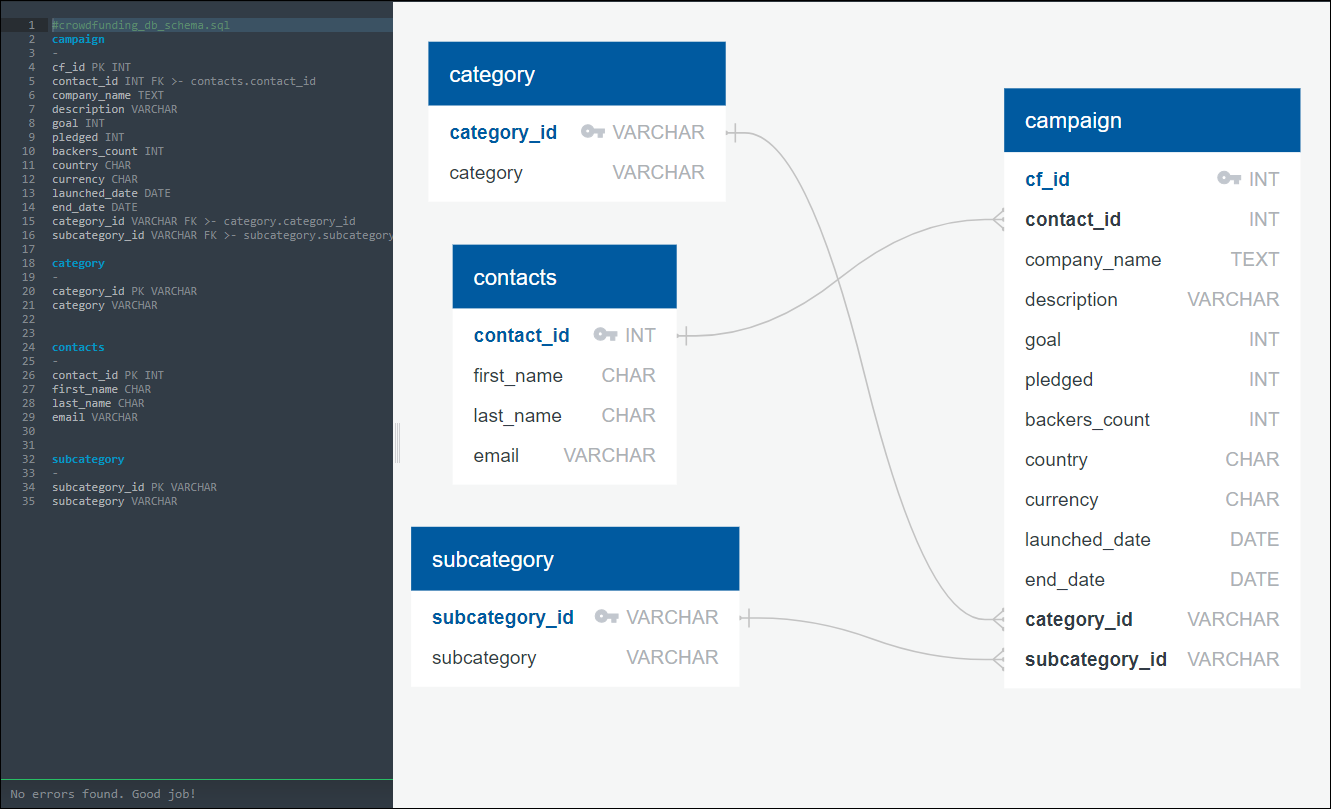 1 #crowdfunding_db_schema.sql
2 campaign
3 -
4 cf_id PK INT
5 contact_id INT FK >- contacts.contact_id
6 company_name TEXT
7 description VARCHAR
8 goal INT
9 pledged INT
10 backers_count INT
11 country CHAR
12 currency CHAR
13 launched_date DATE
14 end_date DATE
15 category_id VARCHAR FK >- category.category_id
16 subcategory_id VARCHAR FK >- subcategory.subcategory
17
18 category
19 -
20 category_id PK VARCHAR
21 category VARCHAR
22
23
24 contacts
25 -
26 contact_id PK INT
27 first_name CHAR
28 last_name CHAR
29 email VARCHAR
30
31
32 subcategory
33 -
34 subcategory_id PK VARCHAR
35 subcategory VARCHAR
No errors found. Good job!
category
category_id VARCHAR
category VARCHAR
contacts
contact_id INT
first_name CHAR
last_name CHAR
email VARCHAR
subcategory
subcategory_id VARCHAR
subcategory VARCHAR
campaign
cf_id INT
contact_id INT
company_name TEXT
description VARCHAR
goal INT
pledged INT
backers_count INT
country CHAR
currency CHAR
launched_date DATE
end_date DATE
category_id VARCHAR
subcategory_id VARCHAR